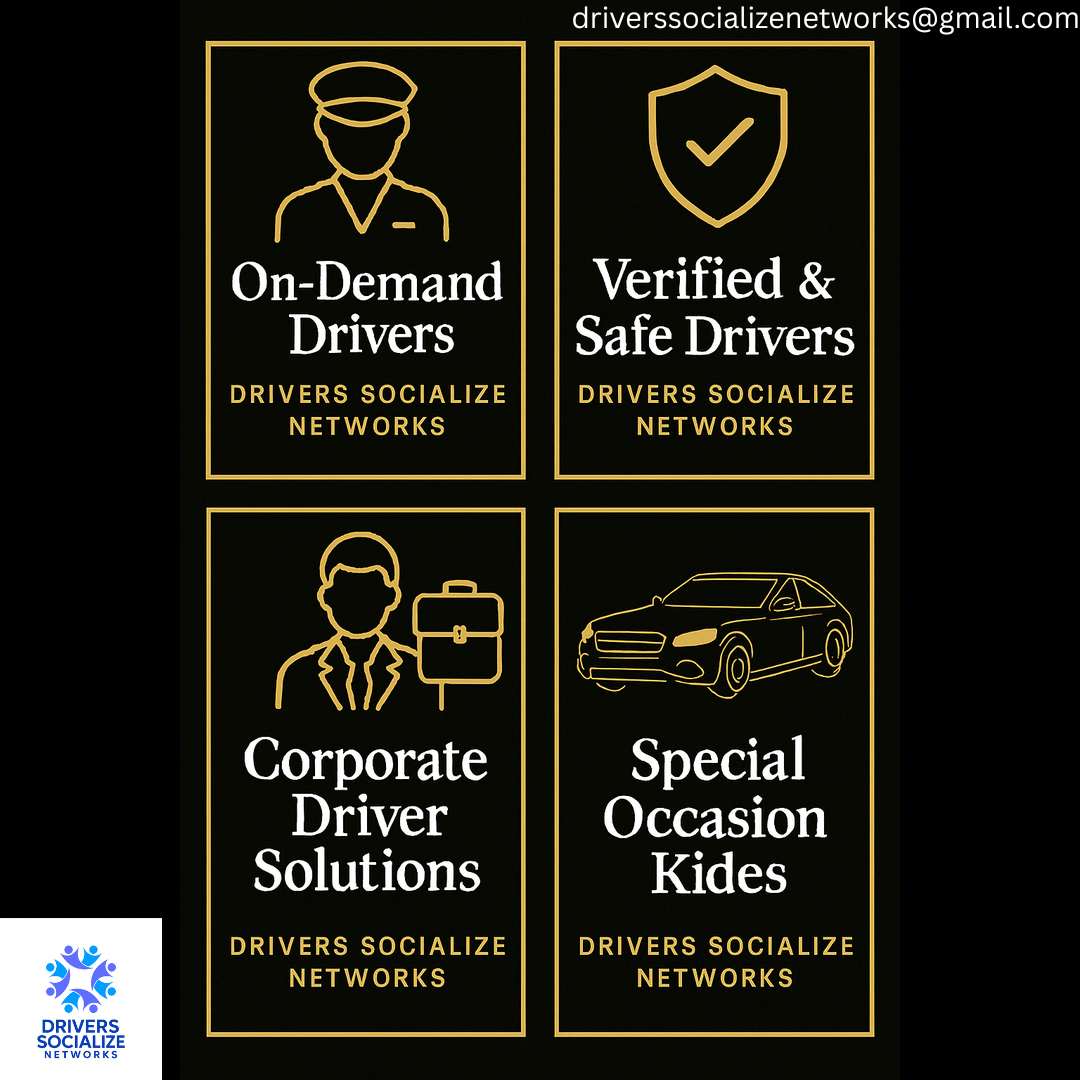 driverssocializenetworks@gmail.com
On-Demand
Drivers
DRIVERS SOCIALIZE
NETWORKS
Verified &
Safe Drivers
DRIVERS SOCIALIZE
NETWORKS
Corporate
Driver
Solutions
DRIVERS SOCIALIZE
NETWORKS
Special
Occasion
Kides
DRIVERS SOCIALIZE
NETWORKS
DRIVERS
SOCIALIZE
NETWORKS